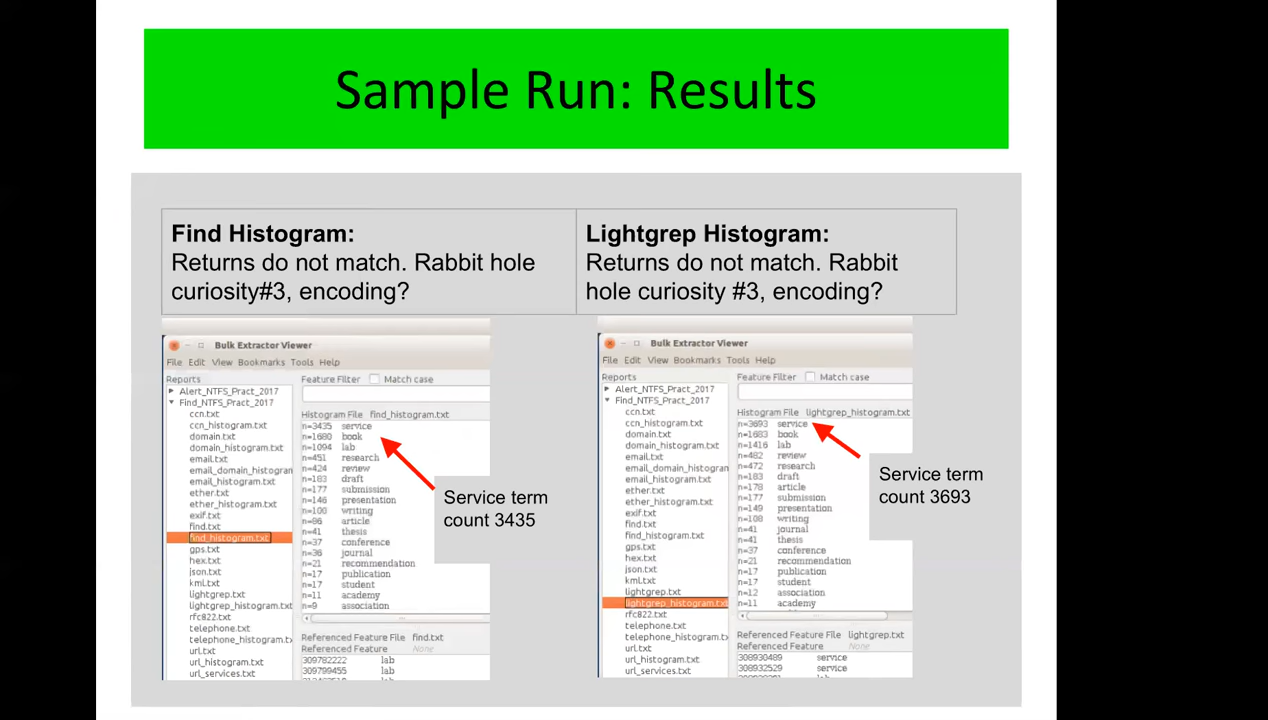 Sample Run: Results
Find Histogram:
Returns do not match. Rabbit hole
curiosity#3, encoding?
Lightgrep Histogram:
Returns do not match. Rabbit
hole curiosity #3, encoding?
Bulk Extractor Viewer
File Edit View Bookmarks Tools Help
Reports
Alert_NTFS_Pract_2017
Find_NTFS_Pract_2017
ccn.txt
ccn_histogram.txt
domain.txt
domain_histogram.txt
email.txt
email_domain_histogran
email_histogram.txt
ether.txt
ether_histogram.txt
exif.txt
find.txt
find_histogram.txt
gps.txt
hex.txt
json.txt
kml.txt
lightgrep.txt
lightgrep_histogram.txt
rfc822.txt
telephone.txt
telephone_histogram.tx
url.txt
url_histogram.txt
url_services.txt
Feature Filter Match case
Histogram File find_histogram.txt
n=3435 service
n=1680 book
n=1094 lab
n=451 research
n=424 review
n=183 draft
n=177 submission
n=146 presentation
n=100 writing
n=86 article
n=41 thesis
n=37 conference
n=36 journal
n=21 recommendation
n=17 publication
n=17 student
n=11 academy
n=9 association
Referenced Feature File find.txt
Referenced Feature None
309782222 lab
309799455 lab
Service term
count 3435
Bulk Extractor Viewer
File Edit View Bookmarks Tools Help
Reports
Alert_NTFS_Pract_2017
Find_NTFS_Pract_2017
ccn.txt
ccn_histogram.txt
domain.txt
domain_histogram.txt
email.txt
email_domain_histogran
email_histogram.txt
ether.txt
ether_histogram.txt
exif.txt
find.txt
find_histogram.txt
gps.txt
hex.txt
json.txt
kml.txt
lightgrep.txt
lightgrep_histogram.txt
rfc822.txt
telephone.txt
telephone_histogram.tx
url.txt
url_histogram.txt
url_services.txt
Feature Filter Match case
Histogram File lightgrep_histogram.txt
n=3693 service
n=1683 book
n=1416 lab
n=482 review
n=472 research
n=183 draft
n=178 article
n=177 submission
n=149 presentation
n=108 writing
n=41 journal
n=41 thesis
n=37 conference
n=21 recommendation
n=17 publication
n=17 student
n=12 association
n=11 academy
Referenced Feature File lightgrep.txt
Referenced Feature None
308930489 service
308932529 service
Service term
count 3693